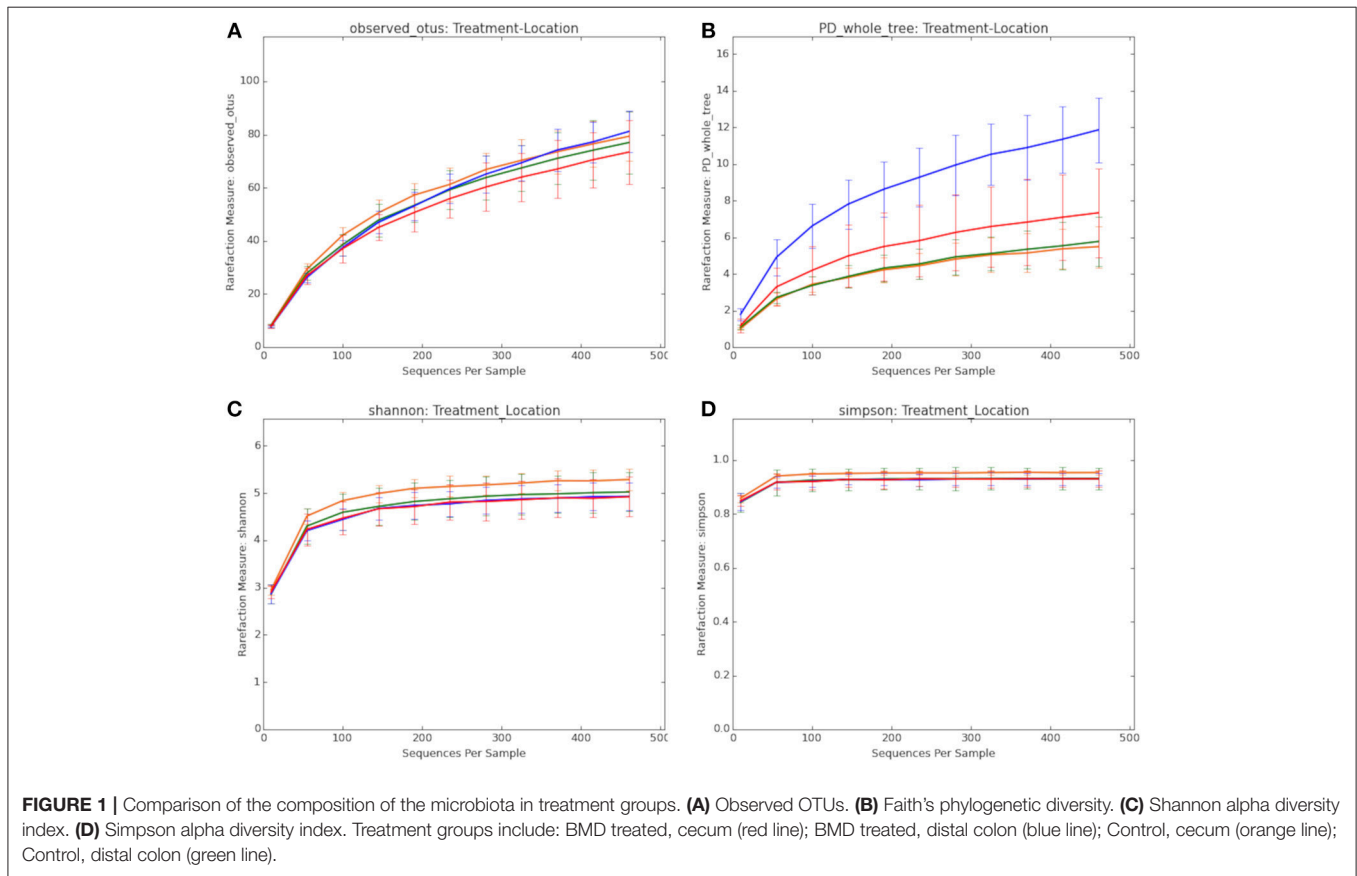 A
observed_otus: Treatment-Location
Rarefaction Measure: observed_otus
100
80
60
40
20
0
0 100 200 300 400 500
Sequences Per Sample
B
PD_whole_tree: Treatment-Location
Rarefaction Measure: PD_whole_tree
16
14
12
10
8
6
4
2
0
0 100 200 300 400 500
Sequences Per Sample
C
shannon: Treatment_Location
Rarefaction Measure: shannon
6
5
4
3
2
1
0
0 100 200 300 400 500
Sequences Per Sample
D
simpson: Treatment_Location
Rarefaction Measure: simpson
1.0
0.8
0.6
0.4
0.2
0.0
0 100 200 300 400 500
Sequences Per Sample
FIGURE 1 | Comparison of the composition of the microbiota in treatment groups. (A) Observed OTUs. (B) Faith's phylogenetic diversity. (C) Shannon alpha diversity
index. (D) Simpson alpha diversity index. Treatment groups include: BMD treated, cecum (red line); BMD treated, distal colon (blue line); Control, cecum (orange line);
Control, distal colon (green line).